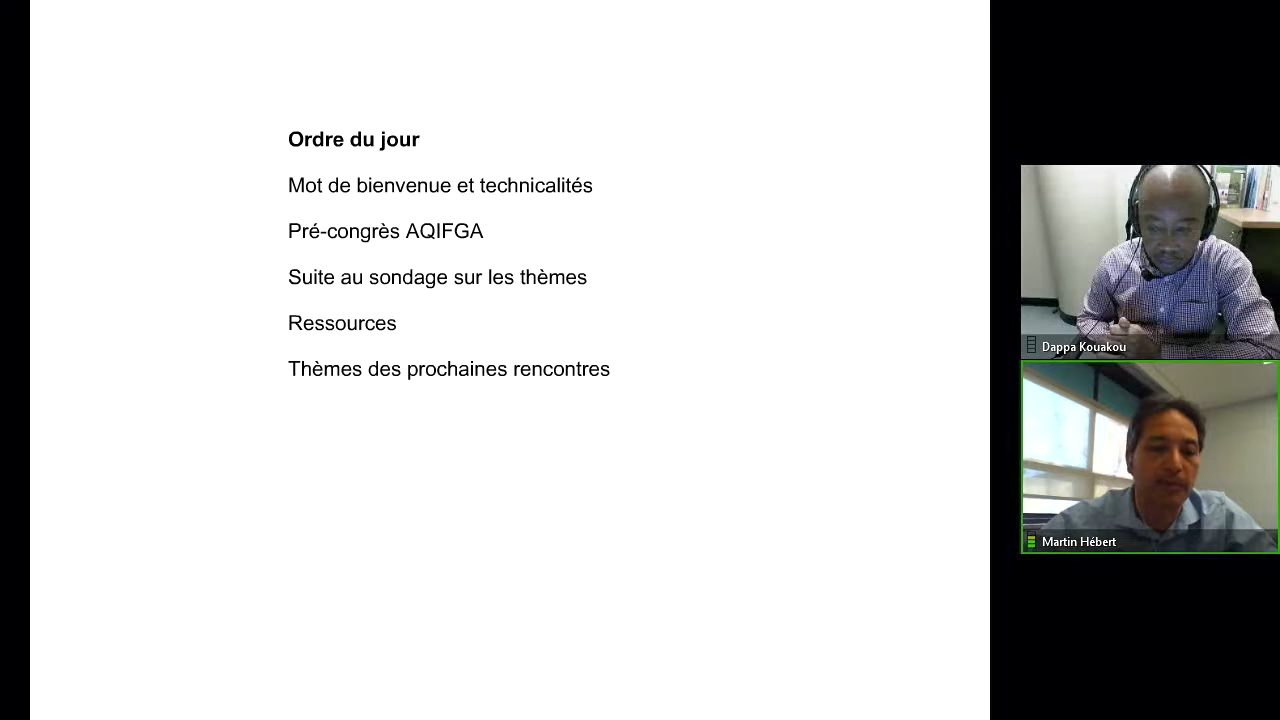 Ordre du jour
Mot de bienvenue et technicalités
Pré-congrès AQIFGA
Suite au sondage sur les thèmes
Ressources
Thèmes des prochaines rencontres
Dappa Kouakou
Martin Hébert